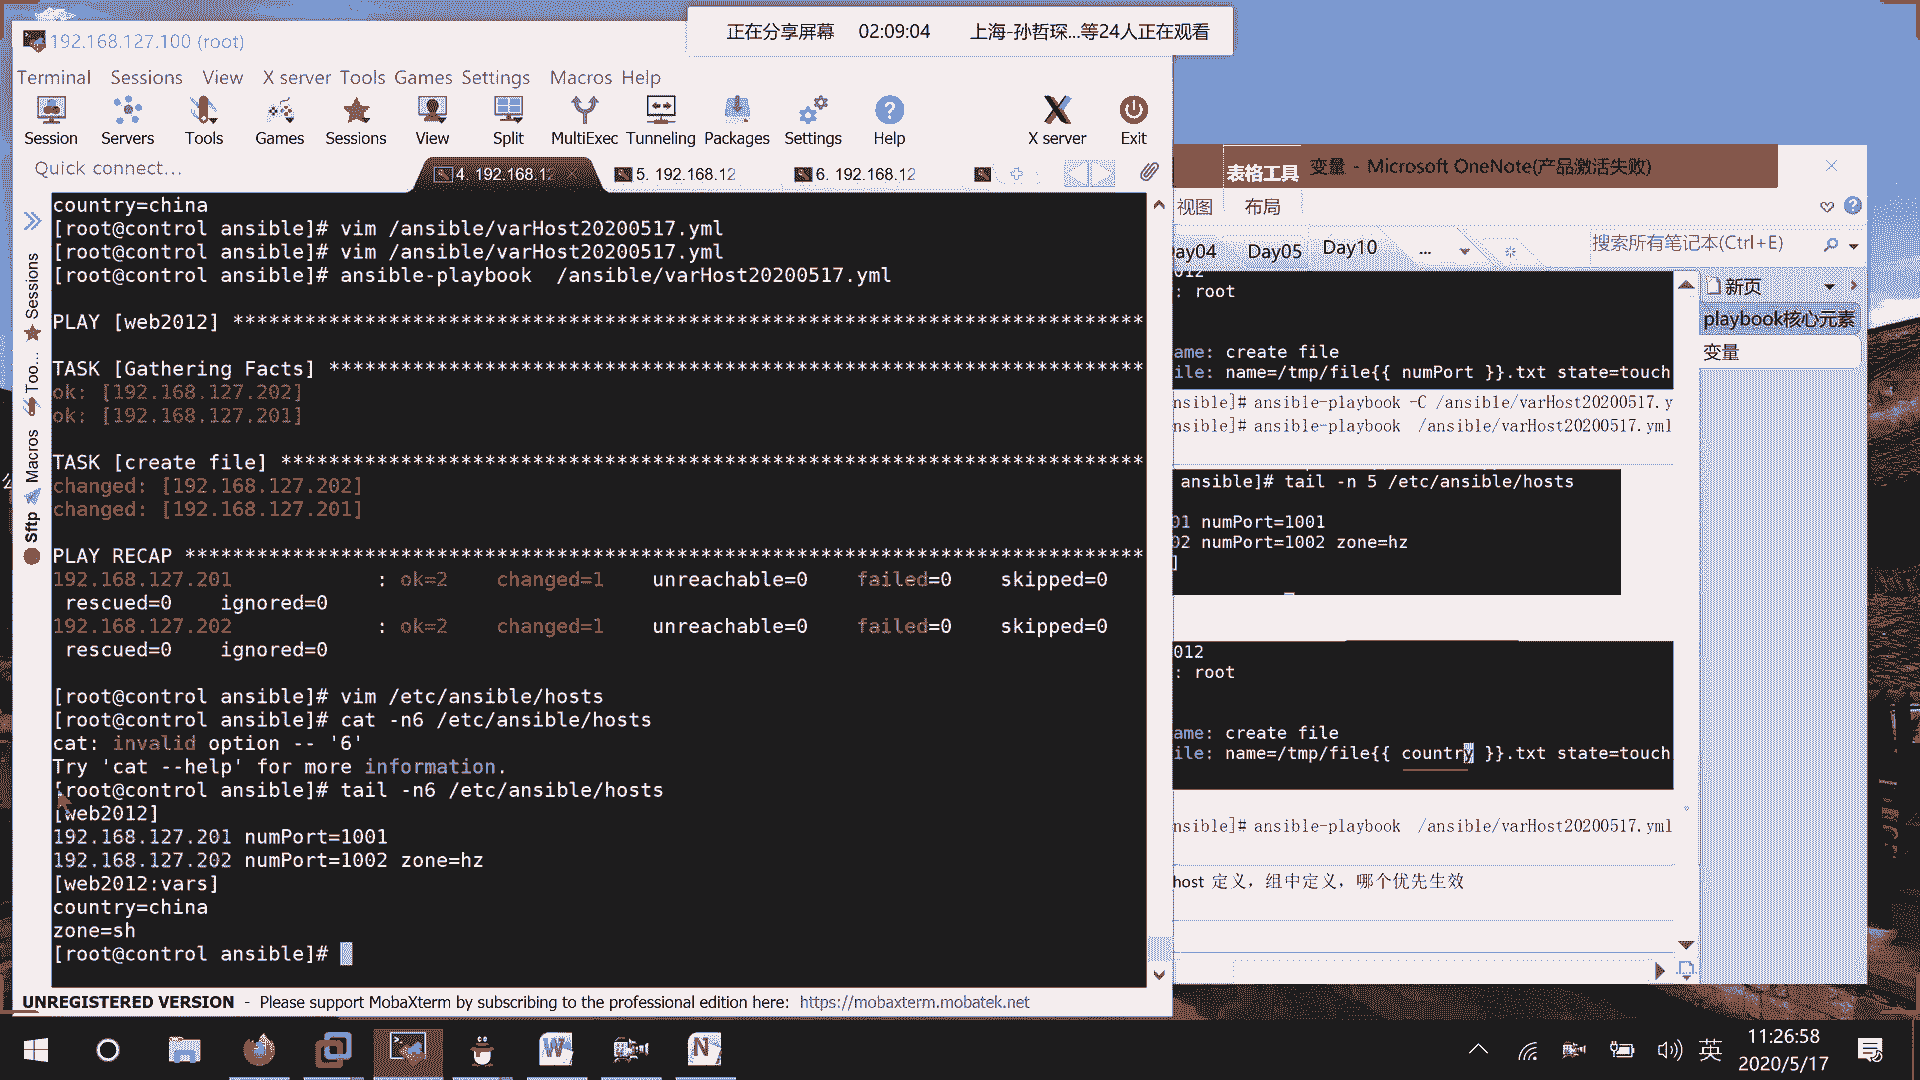 正在分享屏幕 02:09:04 上海-孙哲琛...等24人正在观看
192.168.127.100 (root)
Terminal Sessions View X server Tools Games Settings Macros Help
Session Servers Tools Games Sessions View Split MultiExec Tunneling Packages Settings Help X server Exit
Quick connect...
4. 192.168.12
5. 192.168.12
6. 192.168.12
Sessions
Too...
Macros
Sftp
country=china
[root@control ansible]# vim /ansible/varHost20200517.yml
[root@control ansible]# vim /ansible/varHost20200517.yml
[root@control ansible]# ansible-playbook  /ansible/varHost20200517.yml
PLAY [web2012] ****************************************************************************
TASK [Gathering Facts] ********************************************************************
ok: [192.168.127.202]
ok: [192.168.127.201]
TASK [create file] ************************************************************************
changed: [192.168.127.202]
changed: [192.168.127.201]
PLAY RECAP ********************************************************************************
192.168.127.201            : ok=2    changed=1    unreachable=0    failed=0    skipped=0
rescued=0    ignored=0
192.168.127.202            : ok=2    changed=1    unreachable=0    failed=0    skipped=0
rescued=0    ignored=0
[root@control ansible]# vim /etc/ansible/hosts
[root@control ansible]# cat -n6 /etc/ansible/hosts
cat: invalid option -- '6'
Try 'cat --help' for more information.
[root@control ansible]# tail -n6 /etc/ansible/hosts
[web2012]
192.168.127.201 numPort=1001
192.168.127.202 numPort=1002 zone=hz
[web2012:vars]
country=china
zone=sh
[root@control ansible]#
UNREGISTERED VERSION - Please support MobaXterm by subscribing to the professional edition here: https://mobaxterm.mobatek.net
表格工具 变量 - Microsoft OneNote(产品激活失败)
视图 布局
ay04 Day05 Day10 ... 搜索所有笔记本(Ctrl+E)
新页
playbook核心元素
变量
012
: root
ame: create file
ile: name=/tmp/file{{ numPort }}.txt state=touch
nsible]# ansible-playbook -C /ansible/varHost20200517.y
nsible]# ansible-playbook  /ansible/varHost20200517.yml
ansible]# tail -n 5 /etc/ansible/hosts
01 numPort=1001
02 numPort=1002 zone=hz
]
012
: root
ame: create file
ile: name=/tmp/file{{ country }}.txt state=touch
nsible]# ansible-playbook  /ansible/varHost20200517.yml
host 定义，组中定义，哪个优先生效
英
11:26:58
2020/5/17